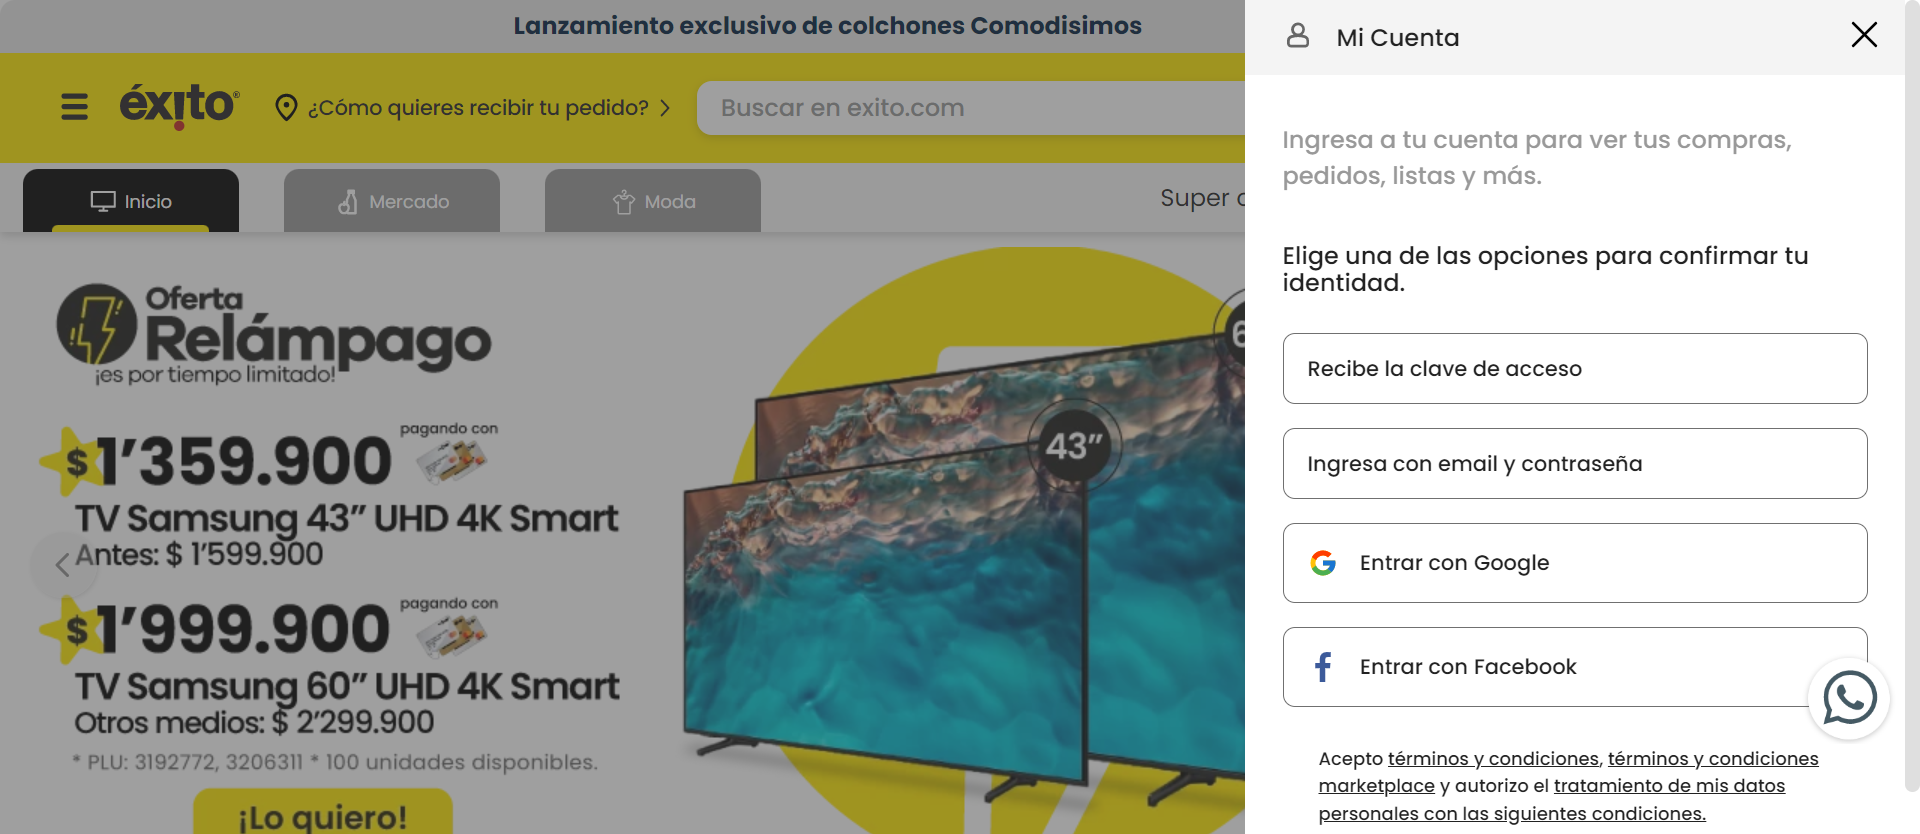 Lanzamiento exclusivo de colchones Comodisimos
éxito
¿Cómo quieres recibir tu pedido?
Buscar en exito.com
Inicio
Mercado
Moda
Super
Oferta
Relámpago
¡es por tiempo limitado!
$1'359.900
pagando con
TV Samsung 43” UHD 4K Smart
Antes: $ 1'599.900
$1'999.900
pagando con
TV Samsung 60” UHD 4K Smart
Otros medios: $ 2'299.900
* PLU: 3192772, 3206311 * 100 unidades disponibles.
¡Lo quiero!
43”
Mi Cuenta
Ingresa a tu cuenta para ver tus compras,
pedidos, listas y más.
Elige una de las opciones para confirmar tu
identidad.
Recibe la clave de acceso
Ingresa con email y contraseña
Entrar con Google
Entrar con Facebook
Acepto términos y condiciones, términos y condiciones
marketplace y autorizo el tratamiento de mis datos
personales con las siguientes condiciones.